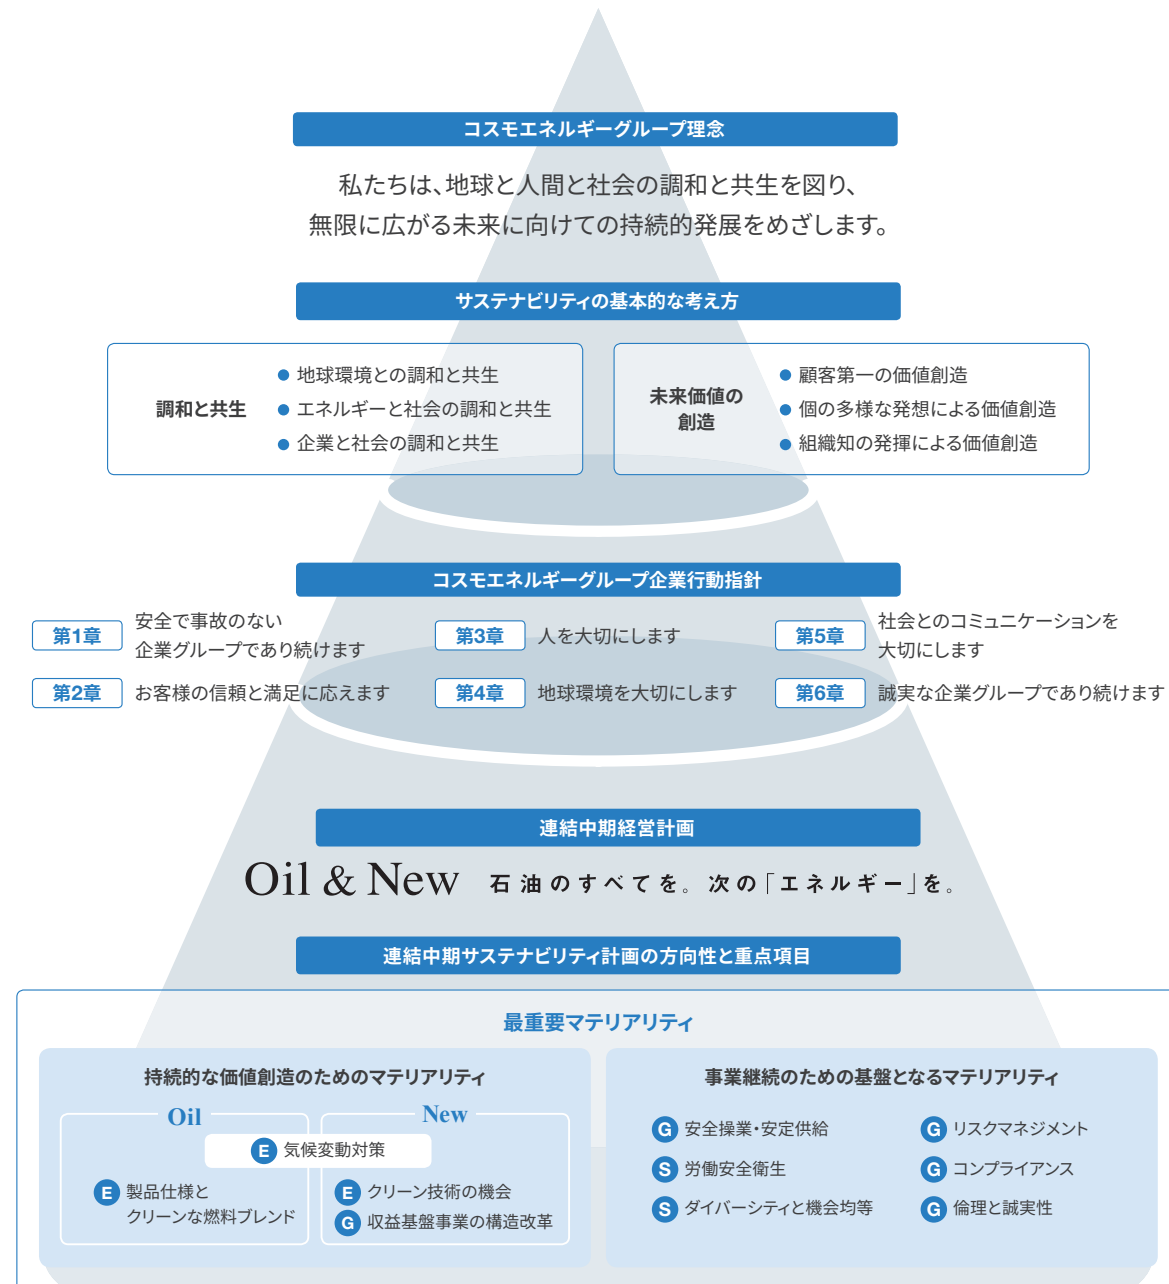 コスモエネルギーグループ理念
私たちは、地球と人間と社会の調和と共生を図り、
無限に広がる未来に向けての持続的発展をめざします。
サステナビリティの基本的な考え方
調和と共生
● 地球環境との調和と共生
● エネルギーと社会の調和と共生
● 企業と社会の調和と共生
未来価値の
創造
● 顧客第一の価値創造
● 個の多様な発想による価値創造
● 組織知の発揮による価値創造
コスモエネルギーグループ企業行動指針
第1章 安全で事故のない
企業グループであり続けます
第2章 お客様の信頼と満足に応えます
第3章 人を大切にします
第4章 地球環境を大切にします
第5章 社会とのコミュニケーションを
大切にします
第6章 誠実な企業グループであり続けます
連結中期経営計画
Oil & New 石油のすべてを。次の「エネルギー」を。
連結中期サステナビリティ計画の方向性と重点項目
最重要マテリアリティ
持続的な価値創造のためのマテリアリティ
Oil
New
E 気候変動対策
E 製品仕様と
クリーンな燃料ブレンド
E クリーン技術の機会
G 収益基盤事業の構造改革
事業継続のための基盤となるマテリアリティ
G 安全操業・安定供給
S 労働安全衛生
S ダイバーシティと機会均等
G リスクマネジメント
G コンプライアンス
G 倫理と誠実性